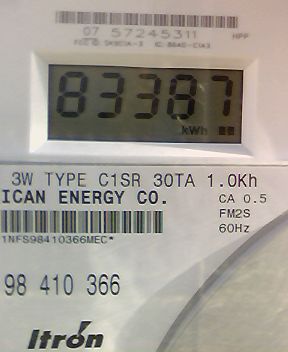 07 57245311 HPP
83387
kWh
3W TYPE C1SR 30TA 1.0Kh
ICAN ENERGY CO. CA 0.5
FM2S
1NFS98410366MEC* 60Hz
98 410 366
Itron